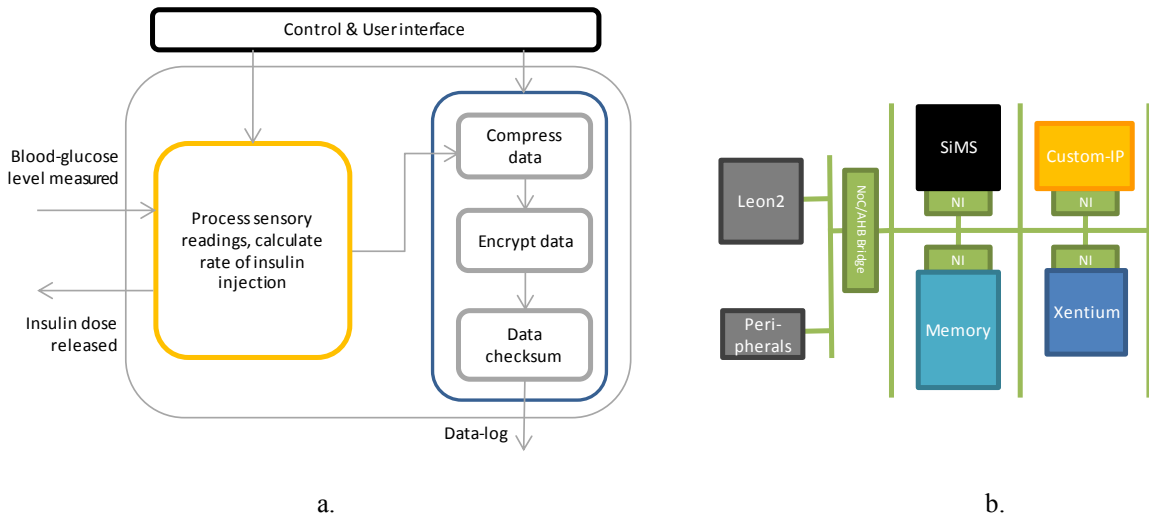 Control & User interface
Blood-glucose
level measured
Process sensory
readings, calculate
rate of insulin
injection
Insulin dose
released
Compress
data
Encrypt data
Data
checksum
Data-log
a.
Leon2
Peri-
pherals
NoC/AHB Bridge
SiMS
NI
Custom-IP
NI
NI
Memory
NI
Xentium
b.